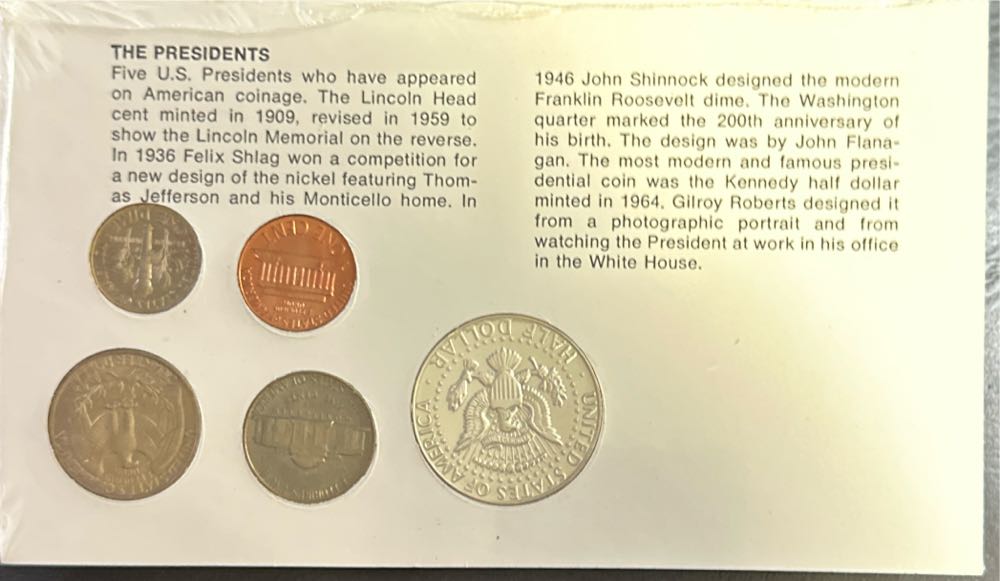 THE PRESIDENTS
Five U.S. Presidents who have appeared
on American coinage. The Lincoln Head
cent minted in 1909, revised in 1959 to
show the Lincoln Memorial on the reverse.
In 1936 Felix Shlag won a competition for
a new design of the nickel featuring Thom-
as Jefferson and his Monticello home. In
1946 John Shinnock designed the modern
Franklin Roosevelt dime. The Washington
quarter marked the 200th anniversary of
his birth. The design was by John Flana-
gan. The most modern and famous presi-
dential coin was the Kennedy half dollar
minted in 1964. Gilroy Roberts designed it
from a photographic portrait and from
watching the President at work in his office
in the White House.
ONE DIME
ONE CENT
UNITED STATES OF AMERICA
HALF DOLLAR